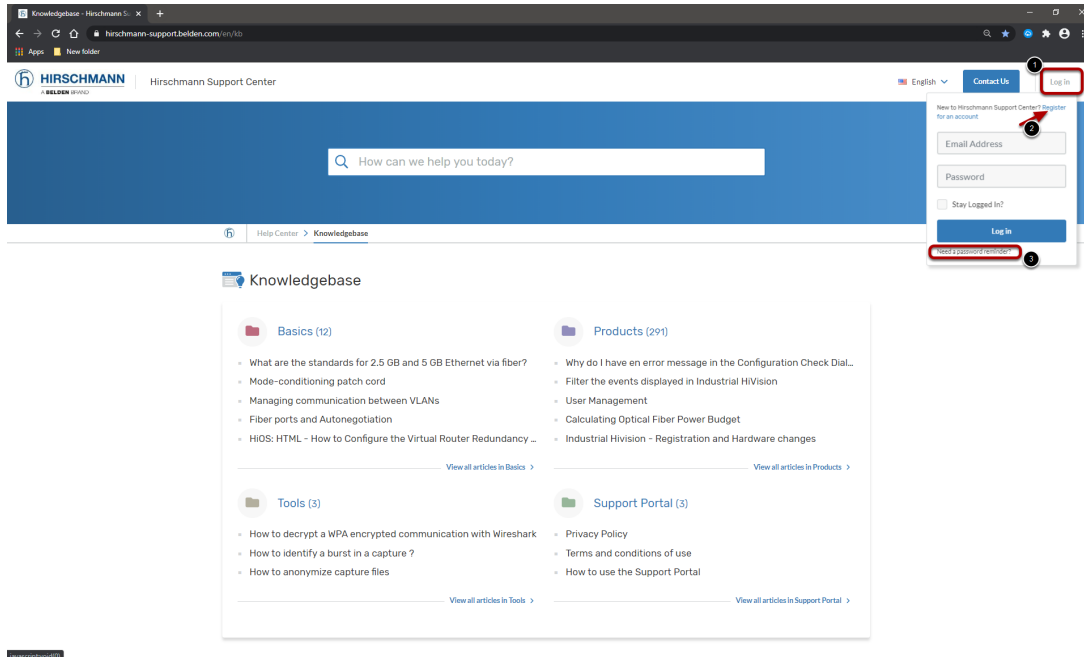 Knowledgebase - Hirschmann Su
hirschmann-support.belden.com/en/kb
Apps New folder
HIRSCHMANN
A BELDEN BRAND
Hirschmann Support Center
English
Contact Us
1
Log in
New to Hirschmann Support Center? Register
for an account
2
Email Address
Password
Stay Logged In?
Log in
Need a password reminder?
3
How can we help you today?
Help Center > Knowledgebase
Knowledgebase
Basics (12)
What are the standards for 2.5 GB and 5 GB Ethernet via fiber?
Mode-conditioning patch cord
Managing communication between VLANs
Fiber ports and Autonegotiation
HiOS: HTML - How to Configure the Virtual Router Redundancy ...
View all articles in Basics >
Products (291)
Why do I have en error message in the Configuration Check Dial...
Filter the events displayed in Industrial HiVision
User Management
Calculating Optical Fiber Power Budget
Industrial Hivision - Registration and Hardware changes
View all articles in Products >
Tools (3)
How to decrypt a WPA encrypted communication with Wireshark
How to identify a burst in a capture ?
How to anonymize capture files
View all articles in Tools >
Support Portal (3)
Privacy Policy
Terms and conditions of use
How to use the Support Portal
View all articles in Support Portal >